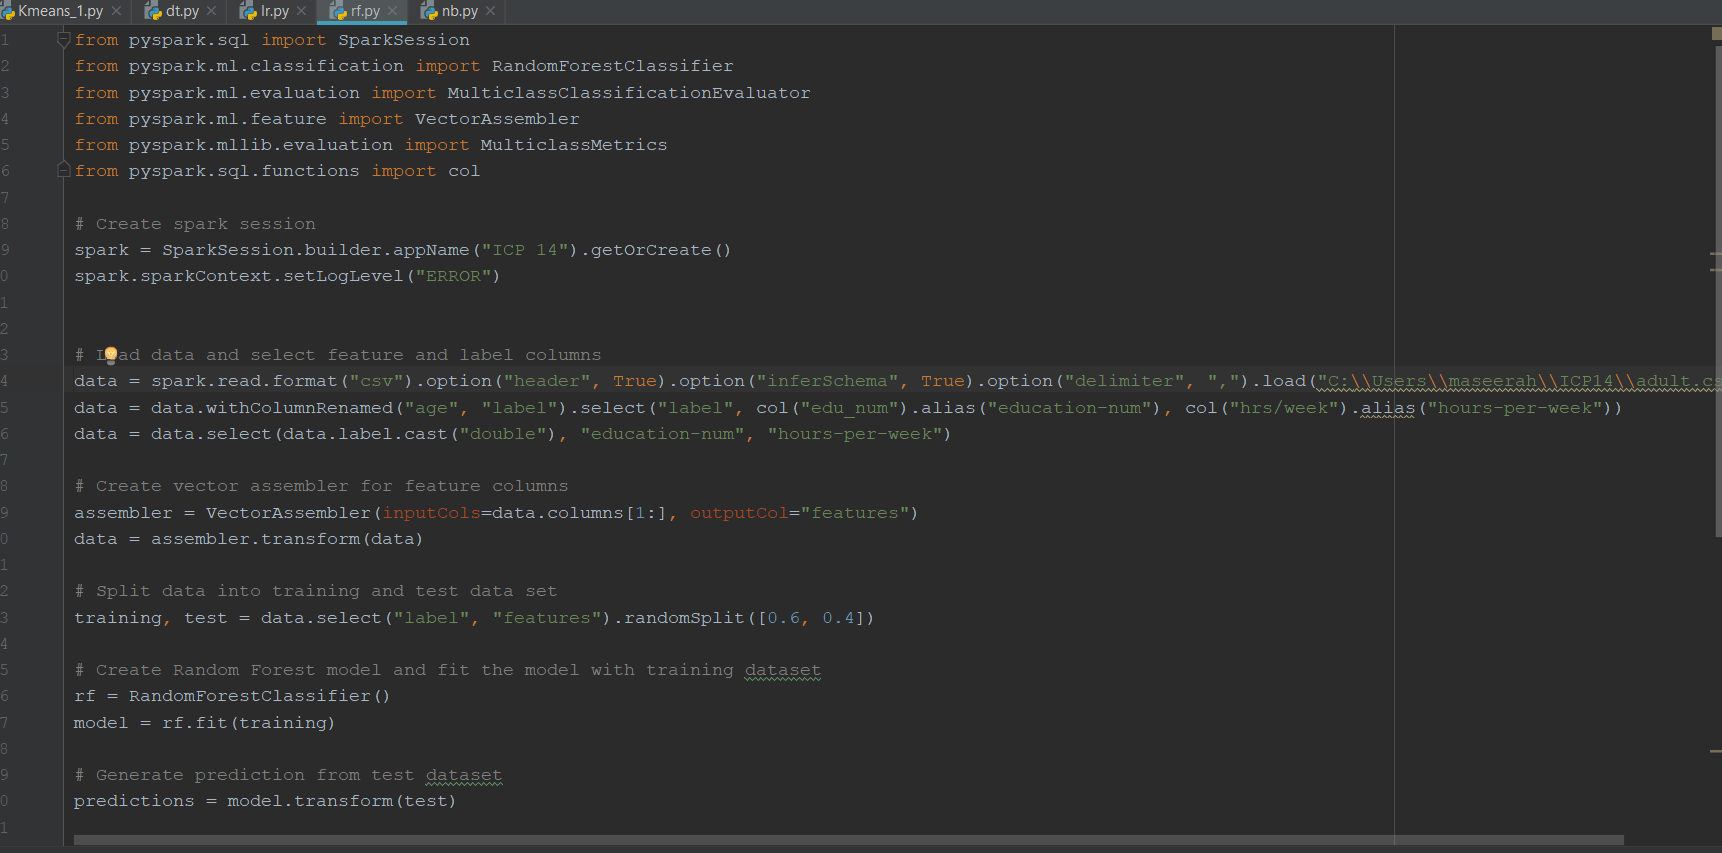 Kmeans_1.py dt.py lr.py rf.py nb.py
1 from pyspark.sql import SparkSession
2 from pyspark.ml.classification import RandomForestClassifier
3 from pyspark.ml.evaluation import MulticlassClassificationEvaluator
4 from pyspark.ml.feature import VectorAssembler
5 from pyspark.mllib.evaluation import MulticlassMetrics
6 from pyspark.sql.functions import col
7
8 # Create spark session
9 spark = SparkSession.builder.appName("ICP 14").getOrCreate()
0 spark.sparkContext.setLogLevel("ERROR")
1
2
3 # Load data and select feature and label columns
4 data = spark.read.format("csv").option("header", True).option("inferSchema", True).option("delimiter", ",").load("C:\\Users\\maseerah\\ICP14\\adult.cs
5 data = data.withColumnRenamed("age", "label").select("label", col("edu_num").alias("education-num"), col("hrs/week").alias("hours-per-week"))
6 data = data.select(data.label.cast("double"), "education-num", "hours-per-week")
7
8 # Create vector assembler for feature columns
9 assembler = VectorAssembler(inputCols=data.columns[1:], outputCol="features")
0 data = assembler.transform(data)
1
2 # Split data into training and test data set
3 training, test = data.select("label", "features").randomSplit([0.6, 0.4])
4
5 # Create Random Forest model and fit the model with training dataset
6 rf = RandomForestClassifier()
7 model = rf.fit(training)
8
9 # Generate prediction from test dataset
0 predictions = model.transform(test)
1